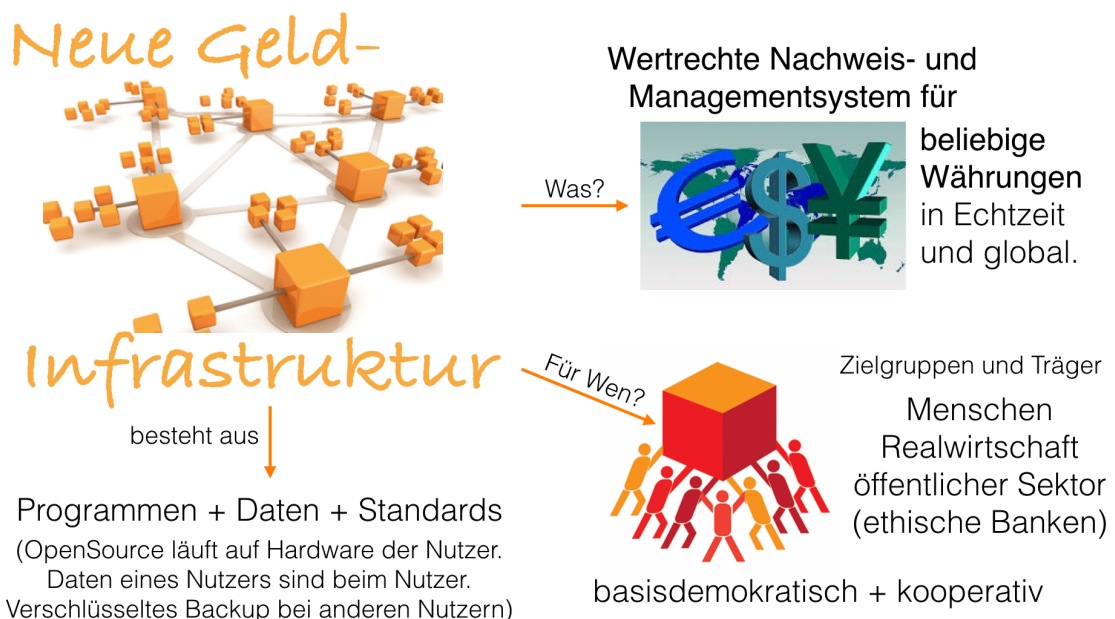 Neue Geld-
Infrastruktur
besteht aus
Programmen + Daten + Standards
(OpenSource läuft auf Hardware der Nutzer.
Daten eines Nutzers sind beim Nutzer.
Verschlüsseltes Backup bei anderen Nutzern)
Was?
Wertrechte Nachweis- und
Managementsystem für
beliebige
Währungen
in Echtzeit
und global.
Für Wen?
Zielgruppen und Träger
Menschen
Realwirtschaft
öffentlicher Sektor
(ethische Banken)
basisdemokratisch + kooperativ